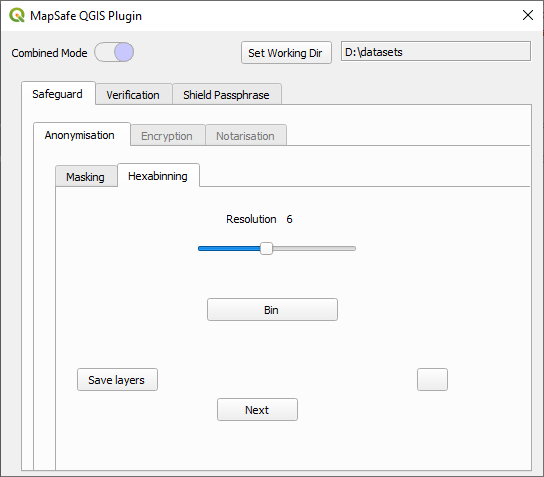 MapSafe QGIS Plugin
Combined Mode Set Working Dir D:\datasets
Safeguard Verification Shield Passphrase
Anonymisation Encryption Notarisation
Masking Hexabinning
Resolution 6
Bin
Save layers
Next